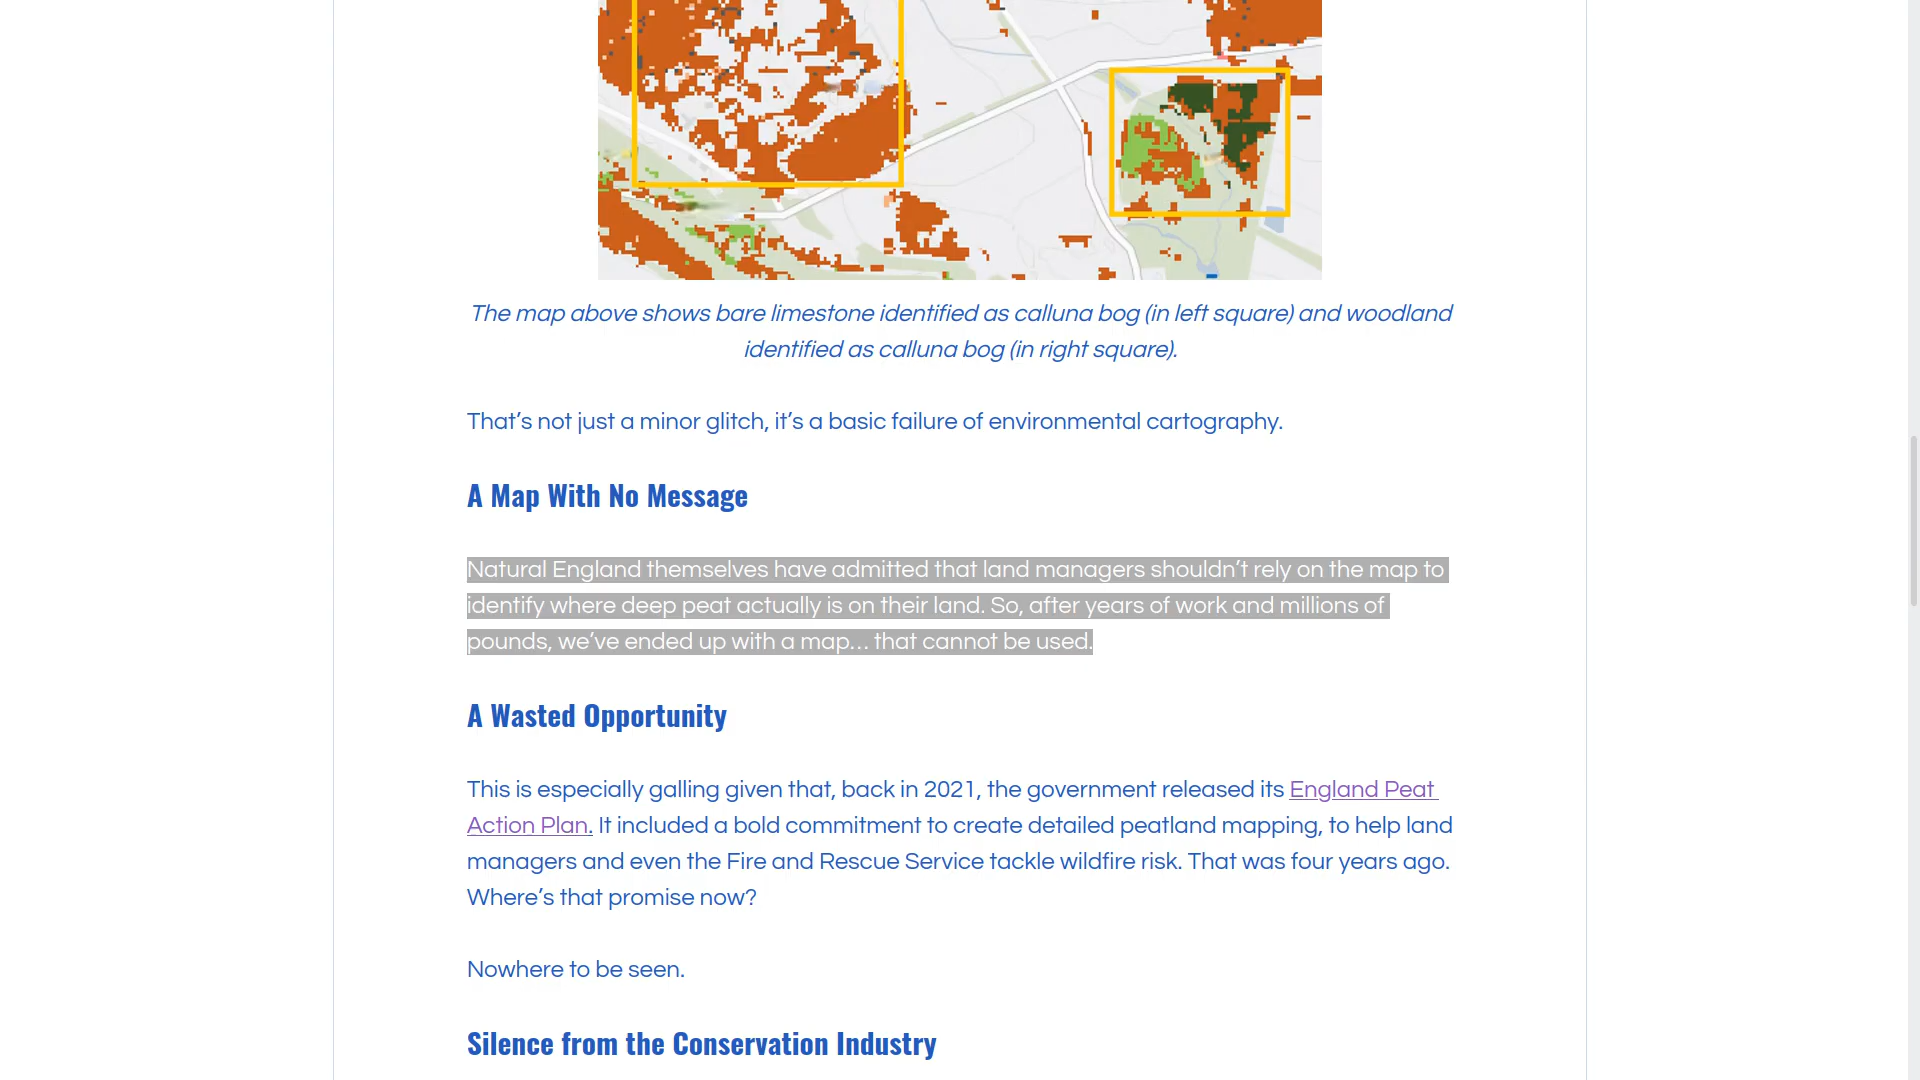 The map above shows bare limestone identified as calluna bog (in left square) and woodland
identified as calluna bog (in right square).
That’s not just a minor glitch, it’s a basic failure of environmental cartography.
A Map With No Message
Natural England themselves have admitted that land managers shouldn’t rely on the map to
identify where deep peat actually is on their land. So, after years of work and millions of
pounds, we’ve ended up with a map… that cannot be used.
A Wasted Opportunity
This is especially galling given that, back in 2021, the government released its England Peat
Action Plan. It included a bold commitment to create detailed peatland mapping, to help land
managers and even the Fire and Rescue Service tackle wildfire risk. That was four years ago.
Where’s that promise now?
Nowhere to be seen.
Silence from the Conservation Industry